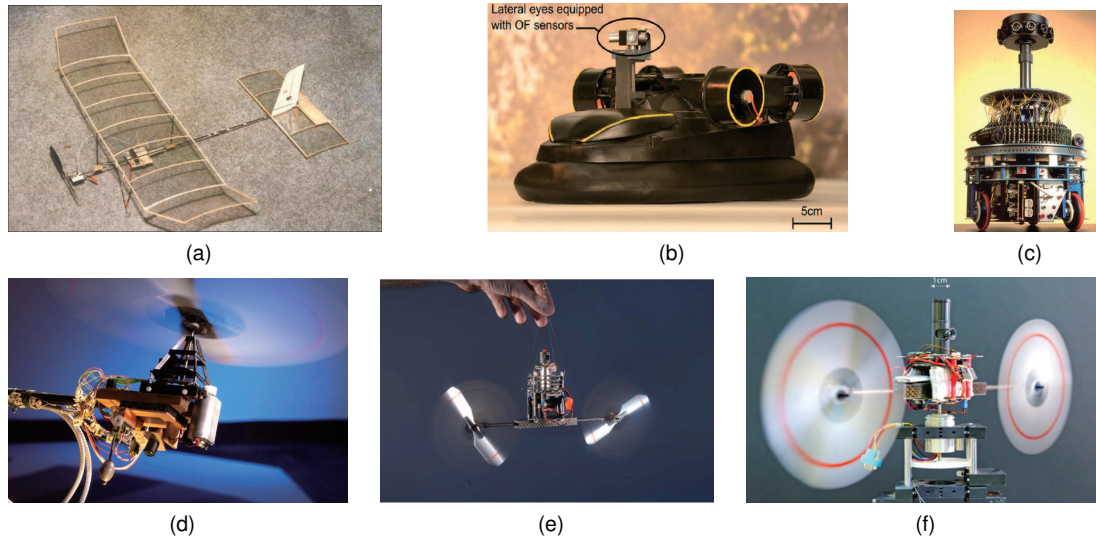 Lateral eyes equipped
with OF sensors
5cm
(a)
(b)
(c)
1cm
(d)
(e)
(f)